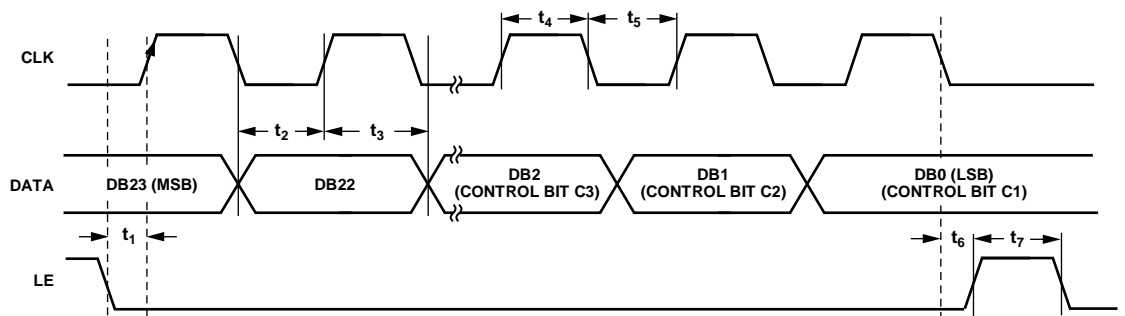 t4 t5
CLK
t2 t3
DATA
DB23 (MSB)
DB22
DB2
(CONTROL BIT C3)
DB1
(CONTROL BIT C2)
DB0 (LSB)
(CONTROL BIT C1)
t1
t6 t7
LE